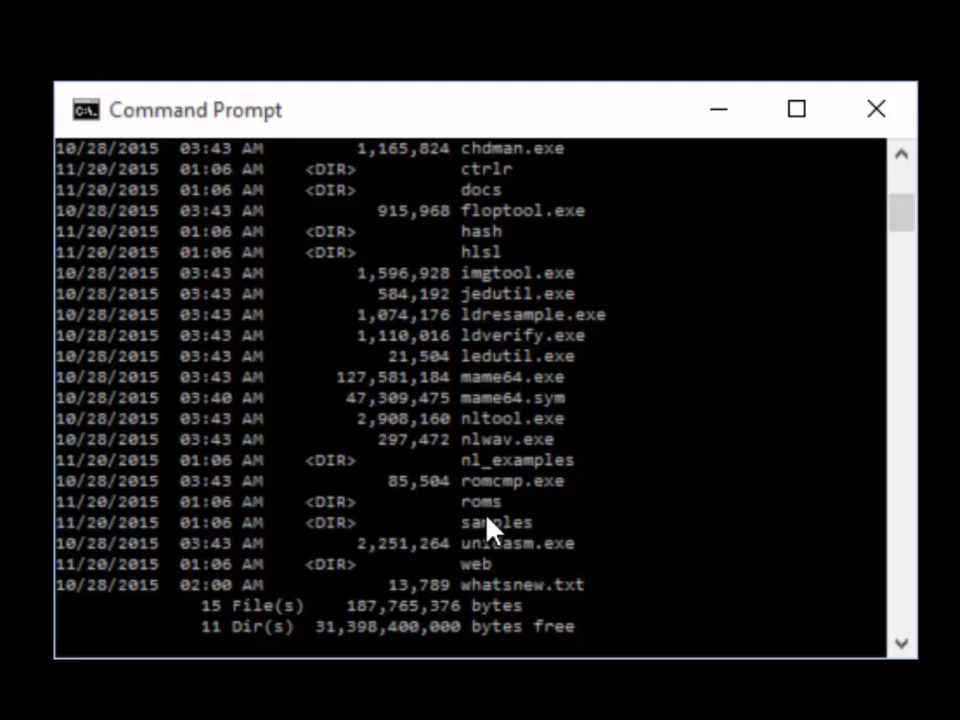 Command Prompt
10/28/2015 03:43 AM 1,165,824 chdman.exe
11/20/2015 01:06 AM <DIR> ctrlr
11/20/2015 01:06 AM <DIR> docs
10/28/2015 03:43 AM 915,968 floptool.exe
11/20/2015 01:06 AM <DIR> hash
11/20/2015 01:06 AM <DIR> hlsl
10/28/2015 03:43 AM 1,596,928 imgtool.exe
10/28/2015 03:43 AM 584,192 jedutil.exe
10/28/2015 03:43 AM 1,074,176 ldresample.exe
10/28/2015 03:43 AM 1,110,016 ldverify.exe
10/28/2015 03:43 AM 21,504 ledutil.exe
10/28/2015 03:43 AM 127,581,184 mame64.exe
10/28/2015 03:40 AM 47,309,475 mame64.sym
10/28/2015 03:43 AM 2,908,160 nltool.exe
10/28/2015 03:43 AM 297,472 nlwav.exe
11/20/2015 01:06 AM <DIR> nl_examples
10/28/2015 03:43 AM 85,504 romcmp.exe
11/20/2015 01:06 AM <DIR> roms
11/20/2015 01:06 AM <DIR> samples
10/28/2015 03:43 AM 2,251,264 unidasm.exe
11/20/2015 01:06 AM <DIR> web
10/28/2015 02:00 AM 13,789 whatsnew.txt
15 File(s) 187,765,376 bytes
11 Dir(s) 31,398,400,000 bytes free